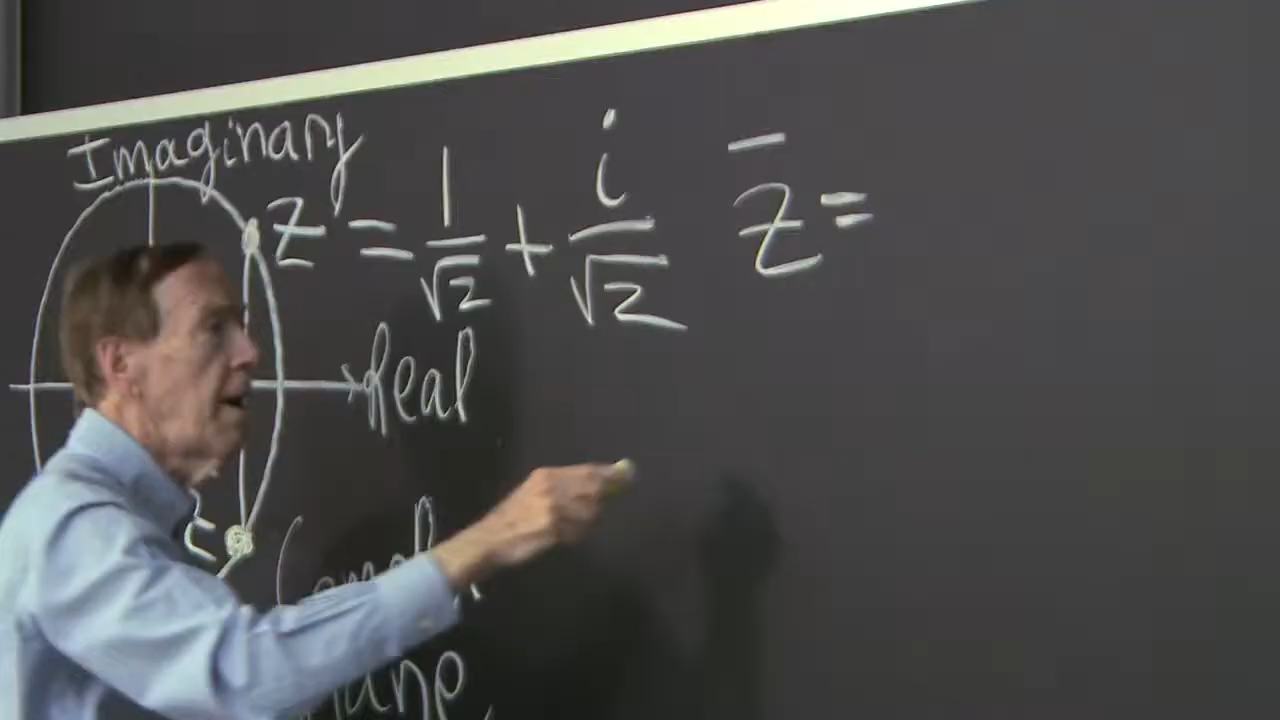 Imaginary
z = 1/√2 + i/√2 z̄ =
Real